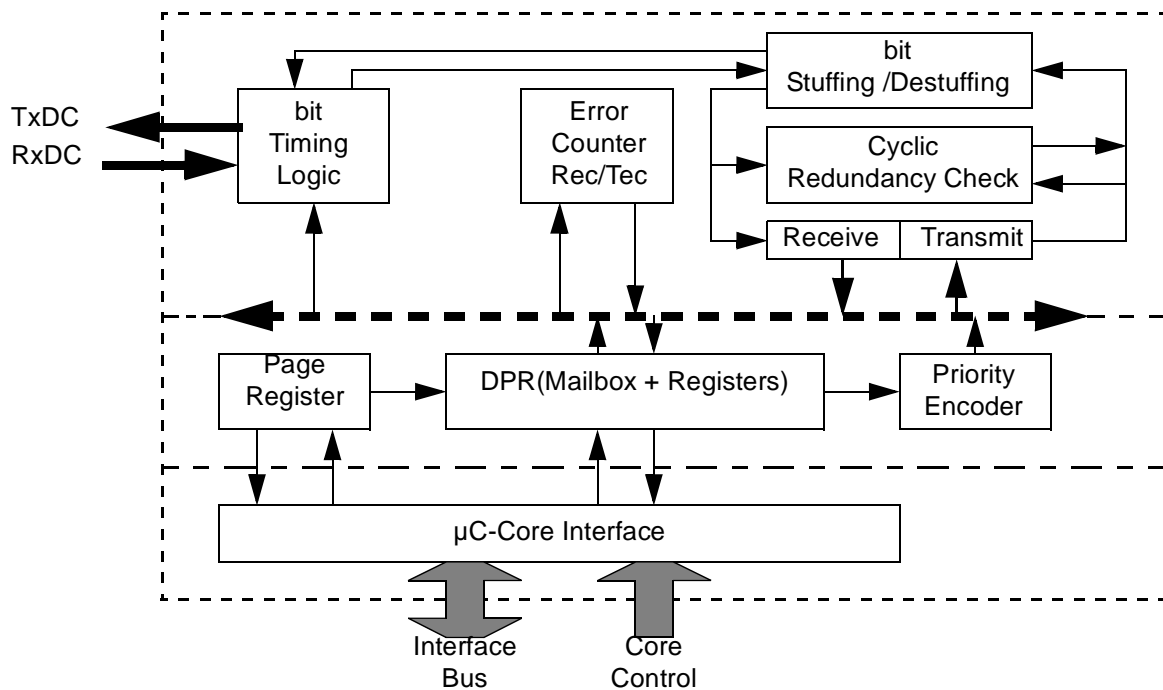 bit
Stuffing /Destuffing
TxDC
RxDC
bit
Timing
Logic
Error
Counter
Rec/Tec
Cyclic
Redundancy Check
Receive
Transmit
Page
Register
DPR(Mailbox + Registers)
Priority
Encoder
µC-Core Interface
Interface
Bus
Core
Control